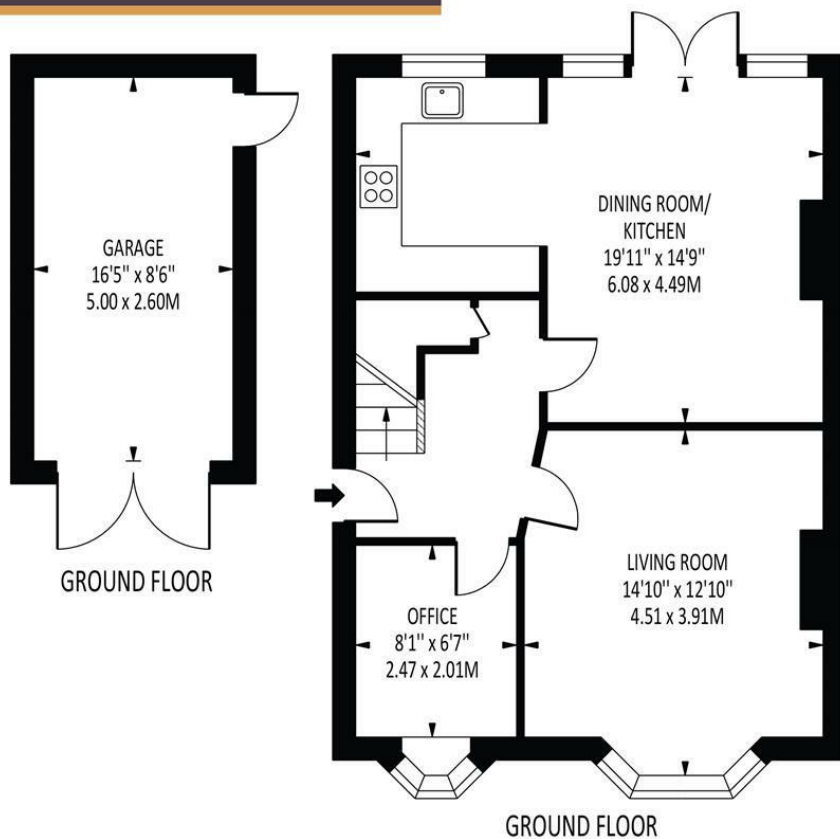 GARAGE
16'5" x 8'6"
5.00 x 2.60M
GROUND FLOOR
DINING ROOM/
KITCHEN
19'11" x 14'9"
6.08 x 4.49M
LIVING ROOM
14'10" x 12'10"
4.51 x 3.91M
OFFICE
8'1" x 6'7"
2.47 x 2.01M
GROUND FLOOR